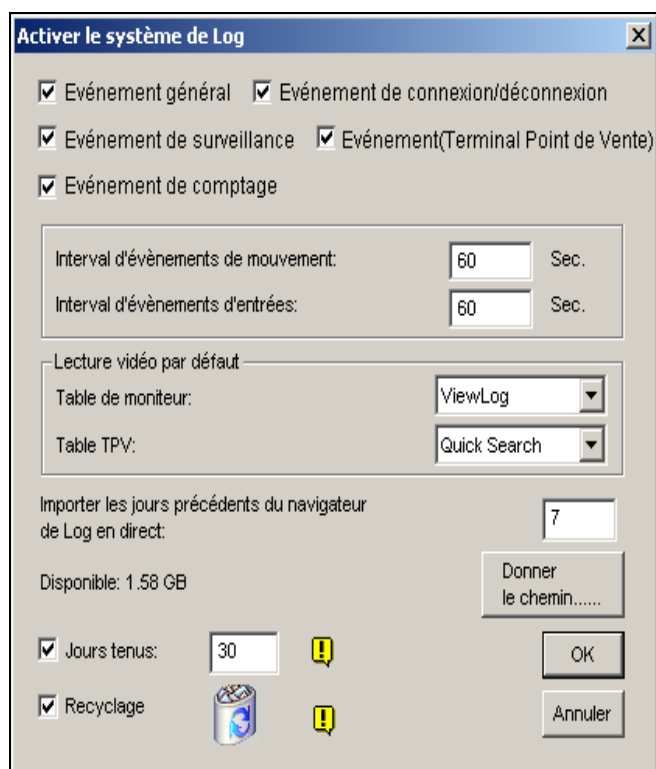 Activer le système de Log
Evénement général Evénement de connexion/déconnexion
Evénement de surveillance Evénement(Terminal Point de Vente)
Evénement de comptage
Interval d'évènements de mouvement: 60 Sec.
Interval d'évènements d'entrées: 60 Sec.
Lecture vidéo par défaut
Table de moniteur: ViewLog
Table TPV: Quick Search
Importer les jours précédents du navigateur
de Log en direct: 7
Disponible: 1.58 GB
Donner
le chemin......
Jours tenus: 30
OK
Recyclage
Annuler